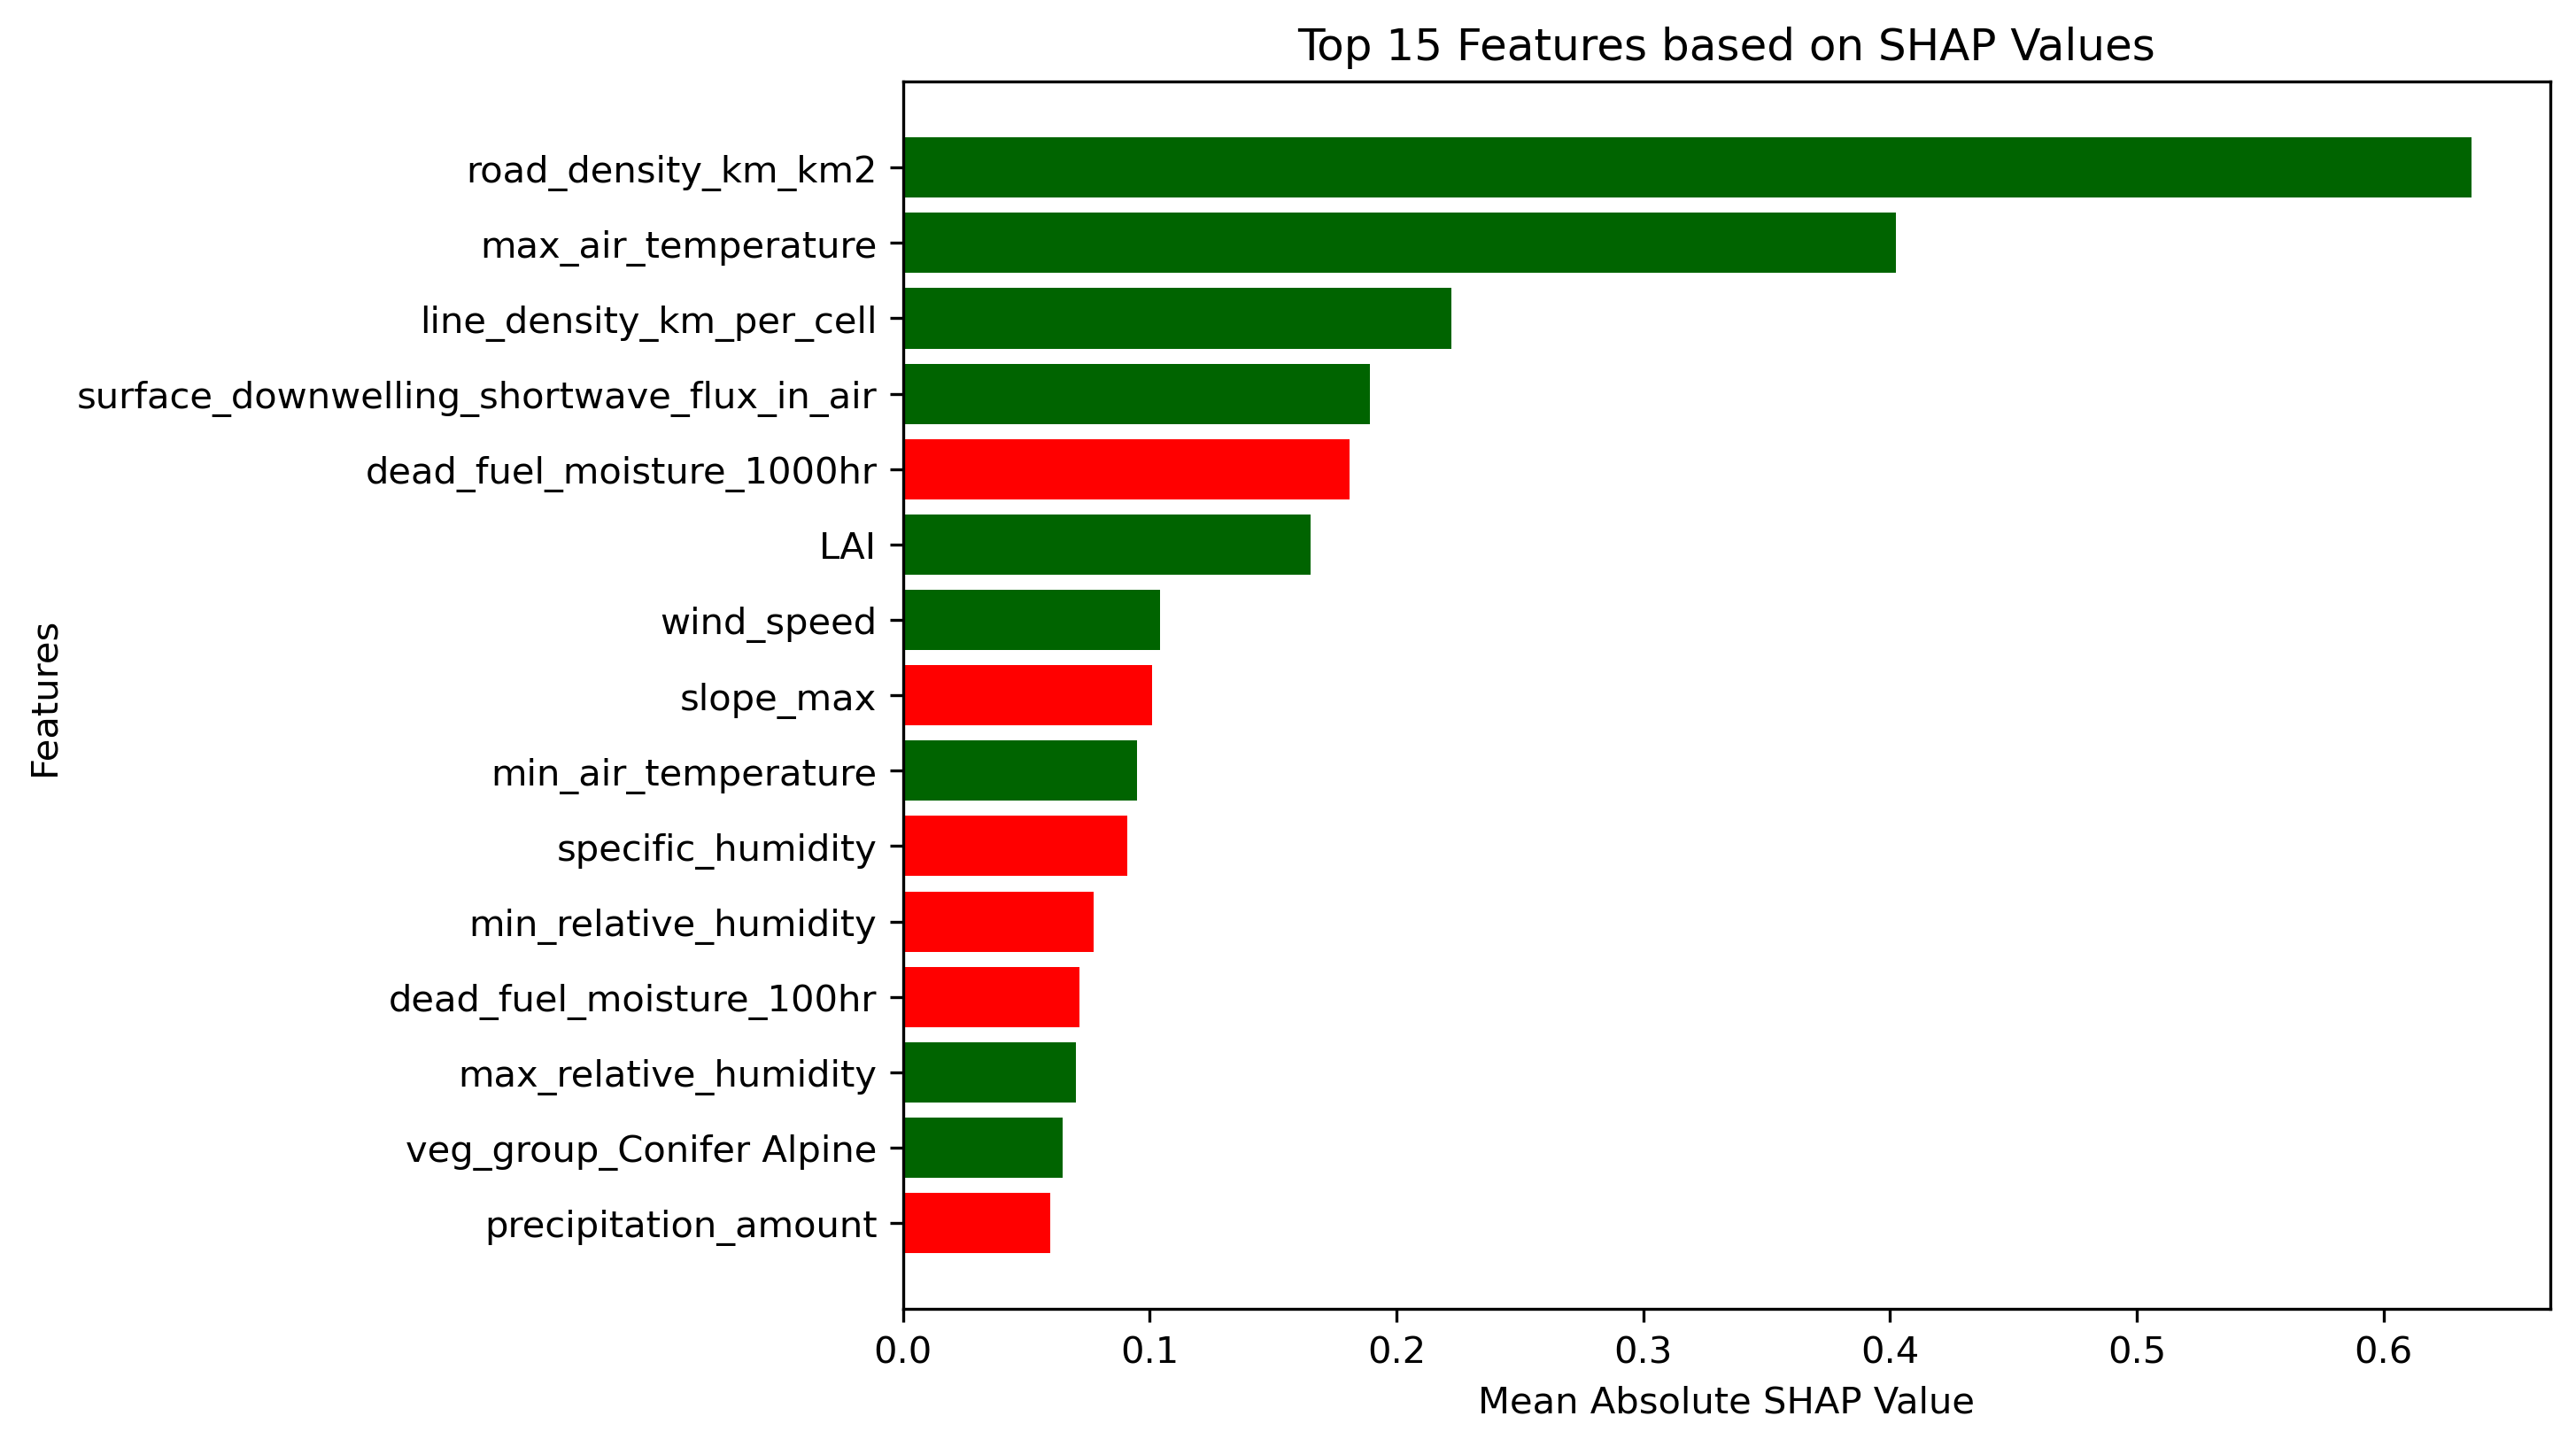 Top 15 Features based on SHAP Values
road_density_km_km2
max_air_temperature
line_density_km_per_cell
surface_downwelling_shortwave_flux_in_air
dead_fuel_moisture_1000hr
LAI
wind_speed
slope_max
min_air_temperature
specific_humidity
min_relative_humidity
dead_fuel_moisture_100hr
max_relative_humidity
veg_group_Conifer Alpine
precipitation_amount
Features
0.0 0.1 0.2 0.3 0.4 0.5 0.6
Mean Absolute SHAP Value